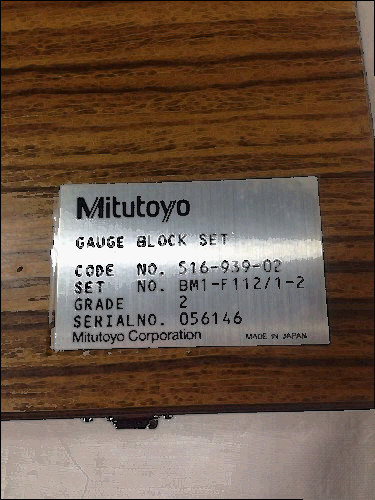 Mitutoyo
GAUGE BLOCK SET
CODE NO. 516-939-02
SET NO. BM1-F112/1-2
GRADE 2
SERIALNO. 056146
Mitutoyo Corporation MADE IN JAPAN